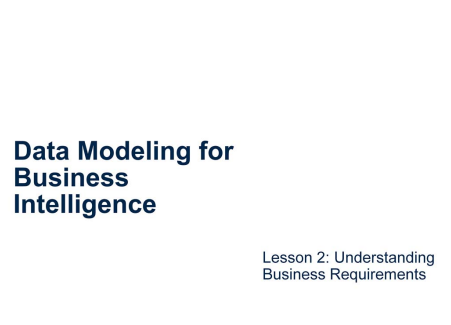 Data Modeling for
Business
Intelligence
Lesson 2: Understanding
Business Requirements